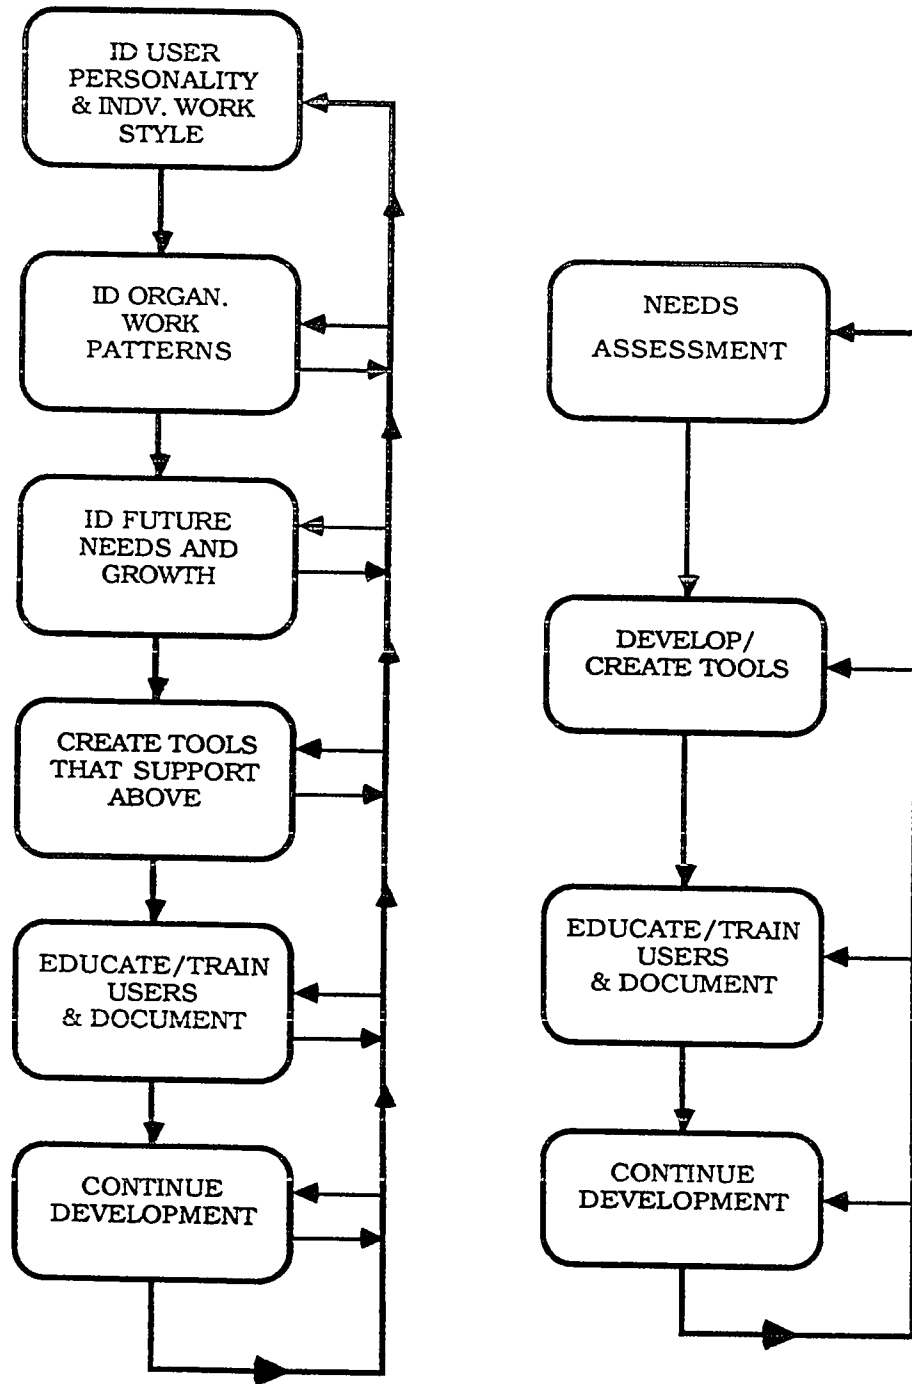 ID USER
PERSONALITY
& INDV. WORK
STYLE
ID ORGAN.
WORK
PATTERNS
ID FUTURE
NEEDS AND
GROWTH
CREATE TOOLS
THAT SUPPORT
ABOVE
EDUCATE/TRAIN
USERS
& DOCUMENT
CONTINUE
DEVELOPMENT
NEEDS
ASSESSMENT
DEVELOP/
CREATE TOOLS
EDUCATE/TRAIN
USERS
& DOCUMENT
CONTINUE
DEVELOPMENT